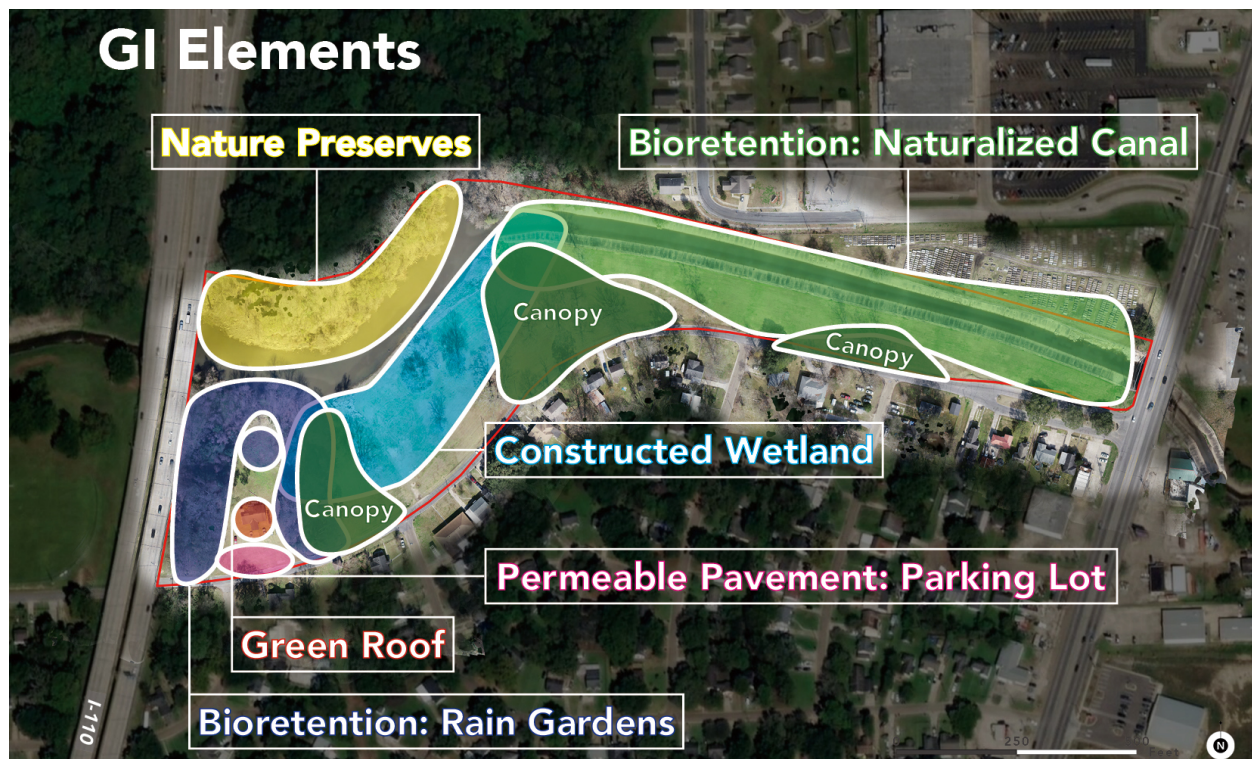 GI Elements
Nature Preserves
Bioretention: Naturalized Canal
Canopy
Canopy
Constructed Wetland
Canopy
Permeable Pavement: Parking Lot
Green Roof
Bioretention: Rain Gardens
I-110
250
N